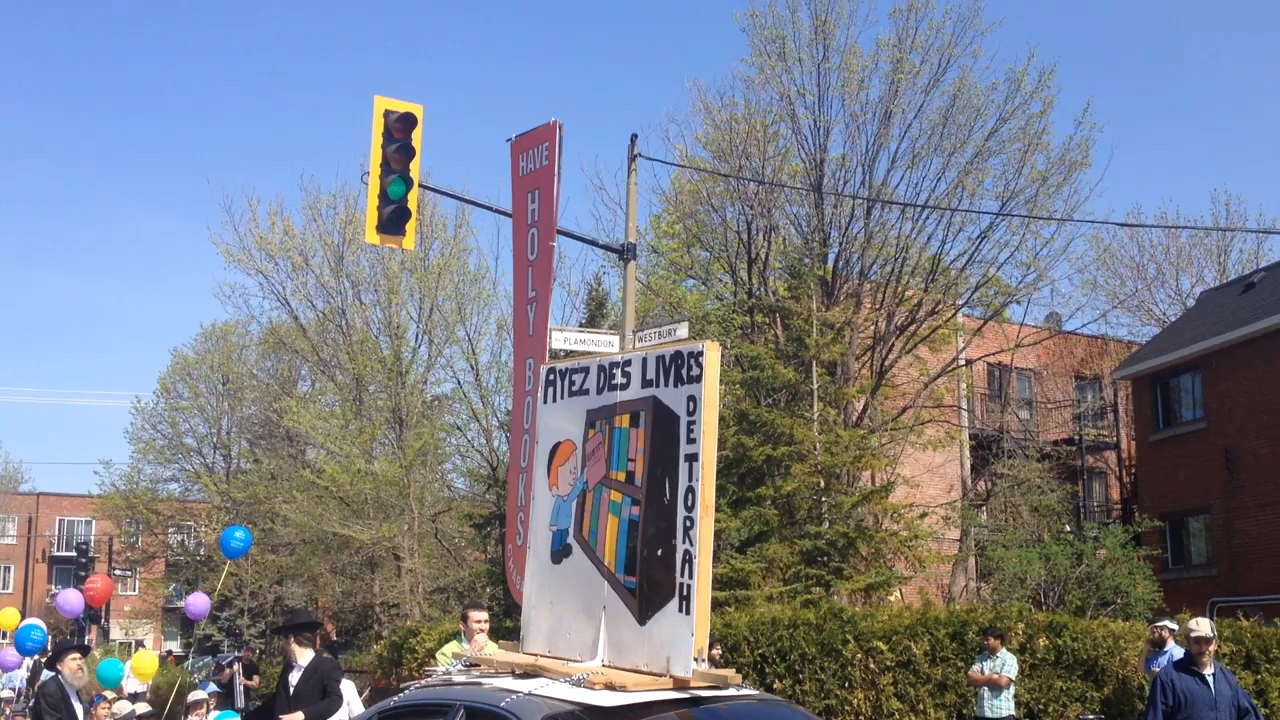 HAVE
HOLY BOOKS
PLAMONDON
WESTBURY
AYEZ DES LIVRES
DE TORAH